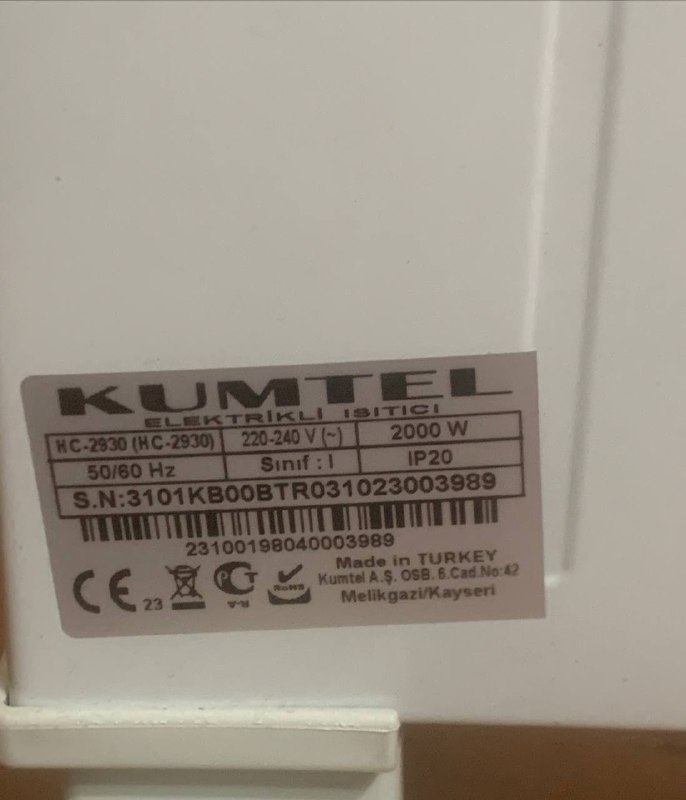 KUMTEL
ELEKTRİKLİ ISITICI
HC-2930 (HC-2930) 220-240 V (~) 2000 W
50/60 Hz Sınıf : I IP20
S.N:3101KB00BTR031023003989
23100198040003989
Made in TURKEY
Kumtel A.Ş. OSB. 6.Cad.No:42
Melikgazi/Kayseri
CE 23 RoHS